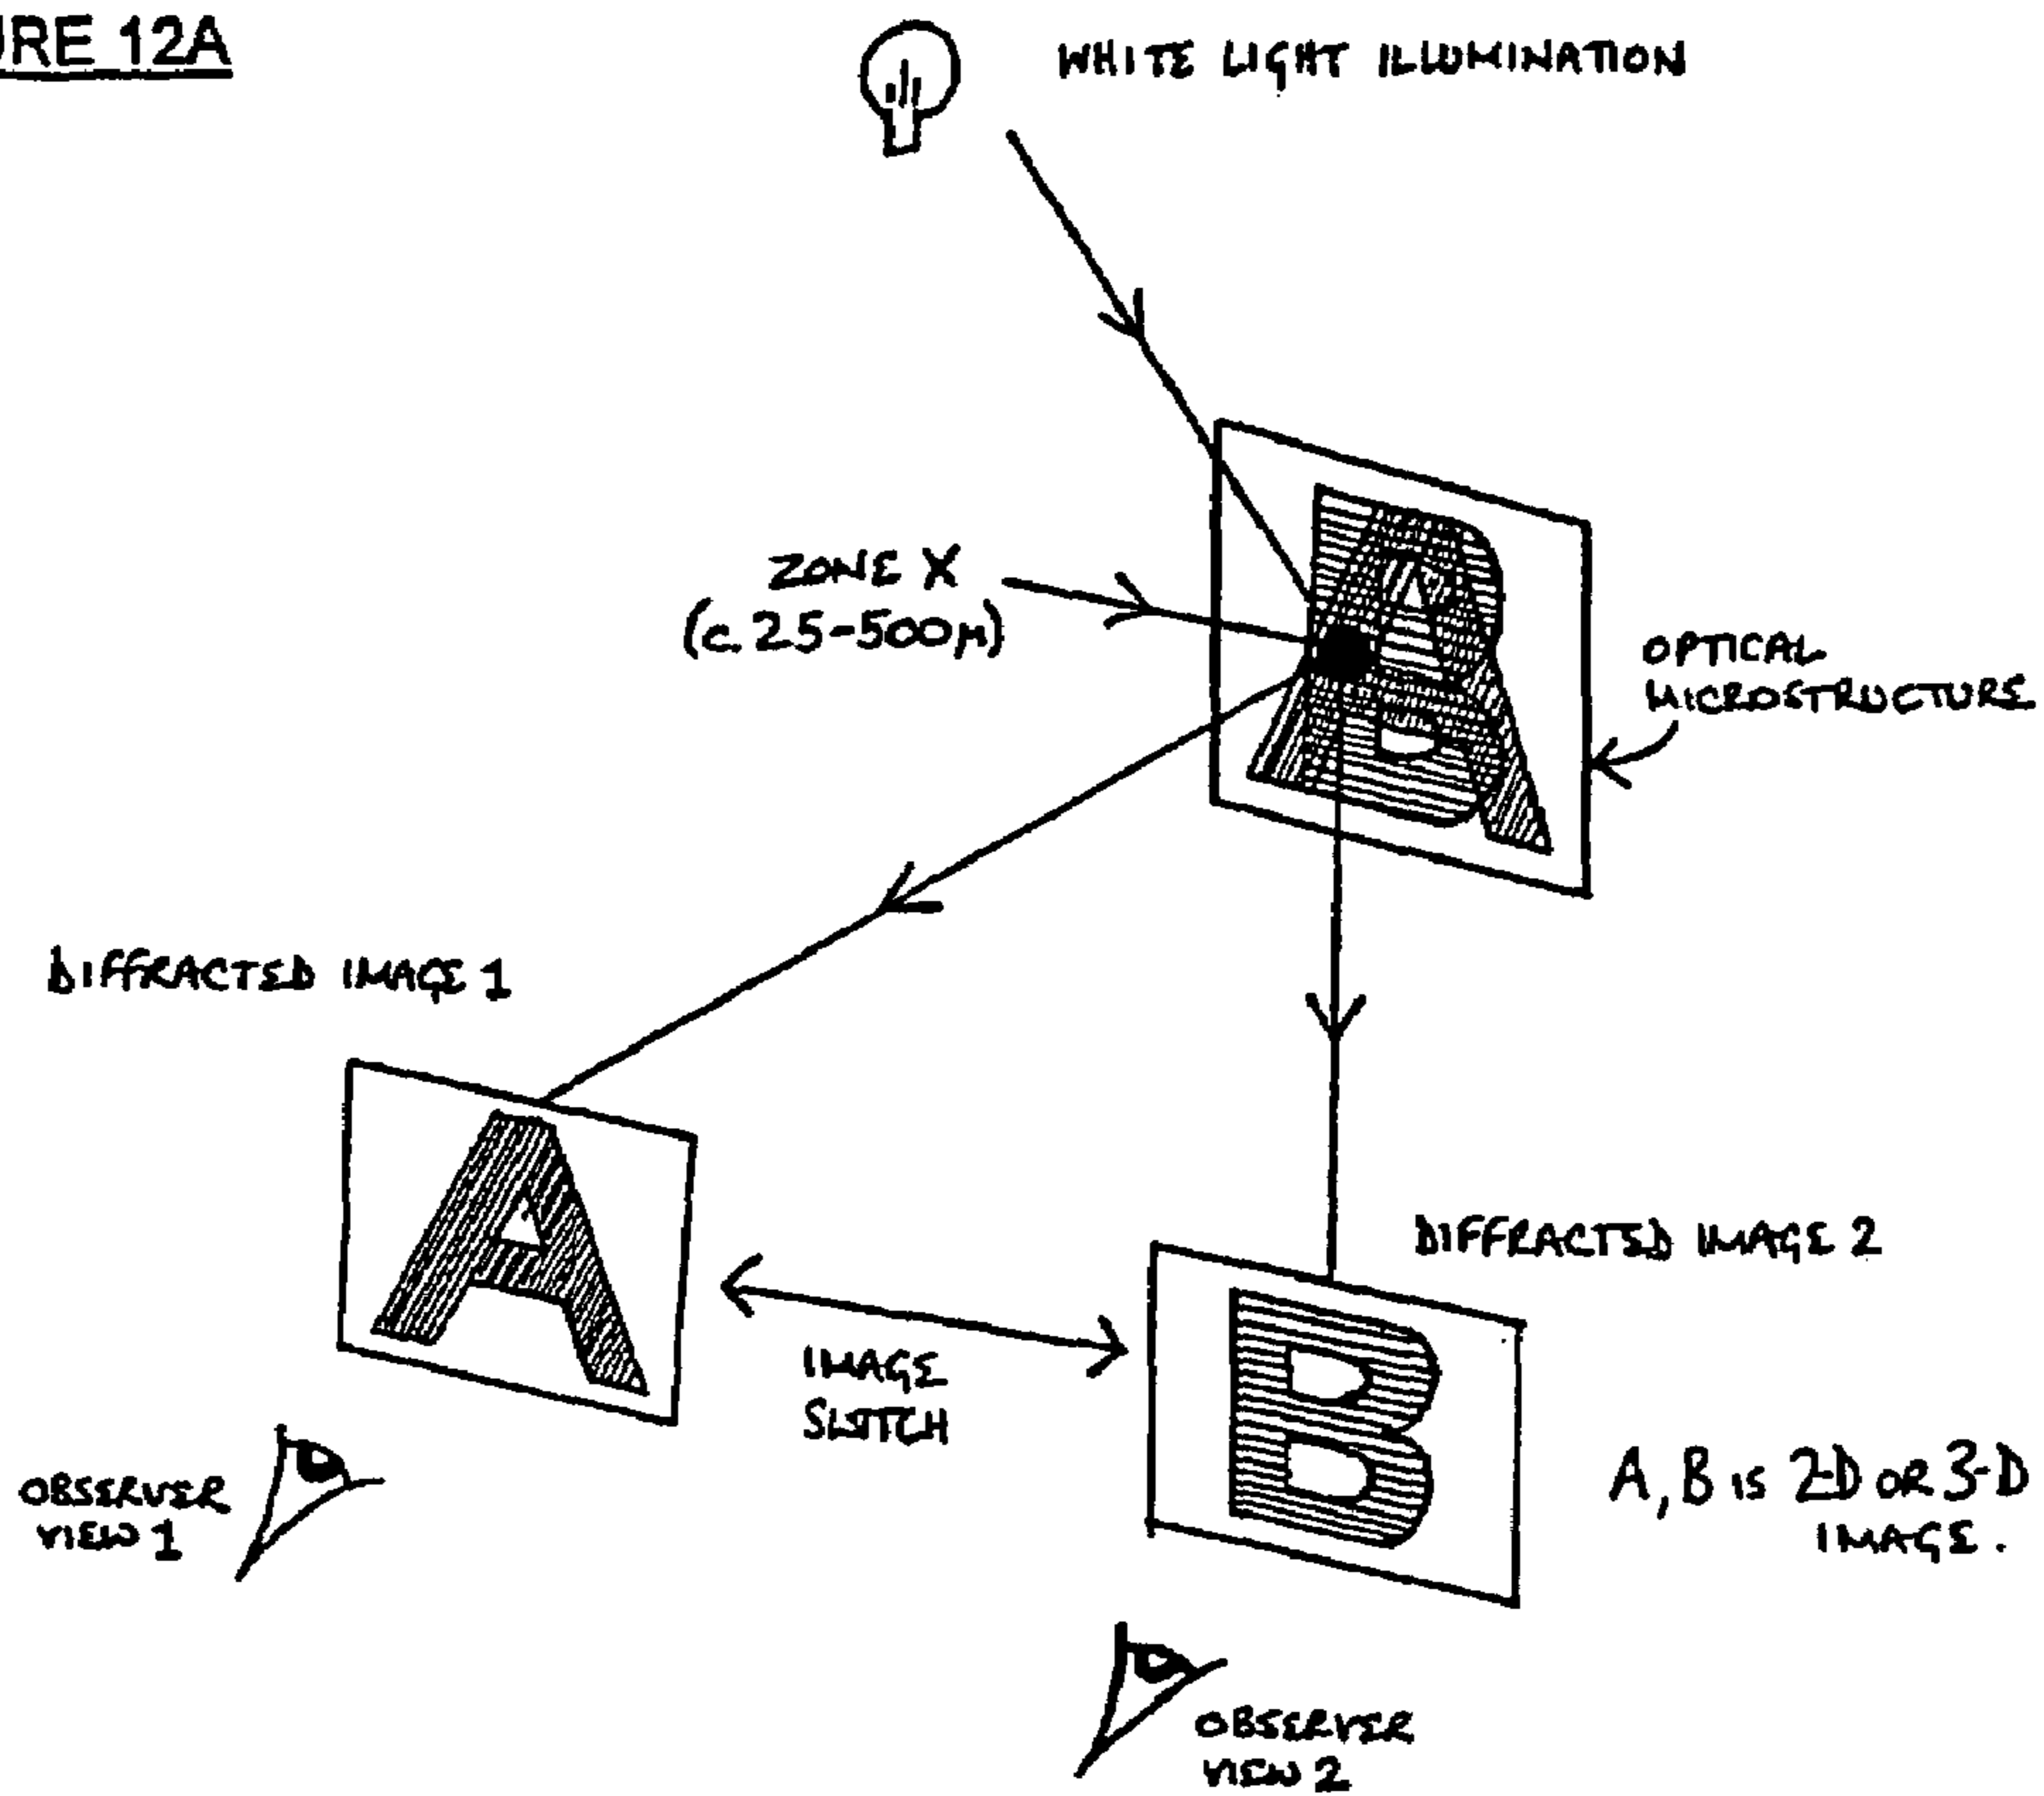 URE 12A
WHITE LIGHT ILLUMINATION
ZONE X
(c. 25-500μ)
OPTICAL
MICROSTRUCTURE
DIFFRACTED IMAGE 1
DIFFRACTED IMAGE 2
IMAGE
SWITCH
A, B IS 2-D OR 3-D
IMAGE.
OBSERVER
VIEW 1
OBSERVER
VIEW 2